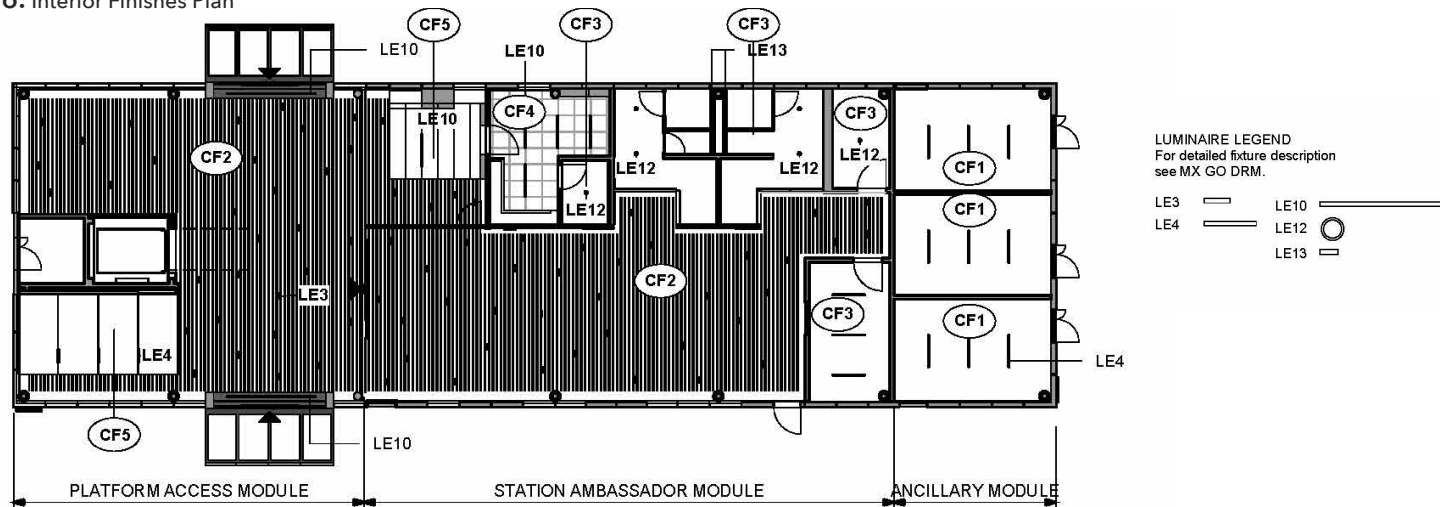 6. Interior Finishes Plan
CF5
CF3
CF3
LE10
LE10
LE13
CF4
LE10
CF3
CF2
LE12
LE12
LE12
LE12
CF1
CF1
CF2
LE3
CF3
CF1
LE4
LE4
CF5
LE10
PLATFORM ACCESS MODULE
STATION AMBASSADOR MODULE
ANCILLARY MODULE
LUMINAIRE LEGEND
For detailed fixture description
see MX GO DRM.
LE3
LE4
LE10
LE12
LE13